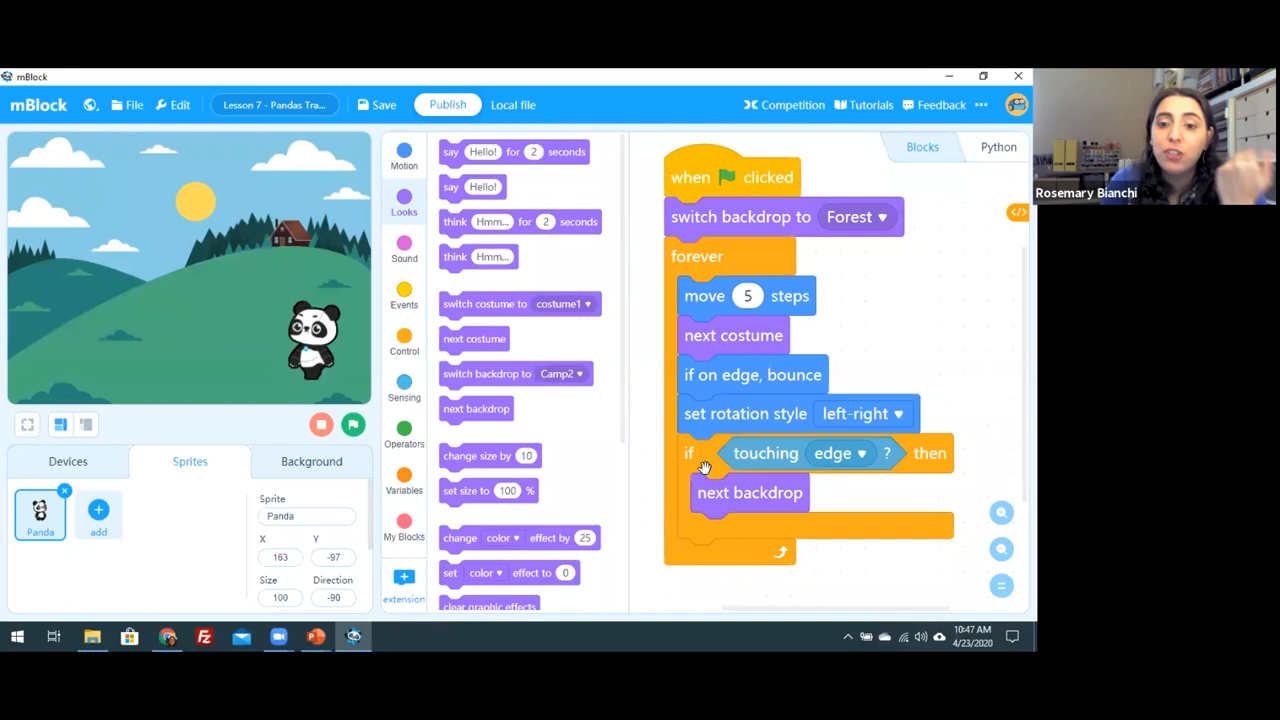 mBlock
mBlock
File
Edit
Lesson 7 - Pandas Tra...
Save
Publish
Local file
Competition
Tutorials
Feedback
Rosemary Bianchi
Motion
Looks
Sound
Events
Control
Sensing
Operators
Variables
My Blocks
extension
say Hello! for 2 seconds
say Hello!
think Hmm... for 2 seconds
think Hmm...
switch costume to costume1
next costume
switch backdrop to Camp2
next backdrop
change size by 10
set size to 100 %
change color effect by 25
set color effect to 0
clear graphic effects
Blocks
Python
when clicked
switch backdrop to Forest
forever
move 5 steps
next costume
if on edge, bounce
set rotation style left-right
if touching edge ? then
next backdrop
Devices
Sprites
Background
Panda
add
Sprite
Panda
X Y
163 -97
Size Direction
100 -90
10:47 AM
4/23/2020